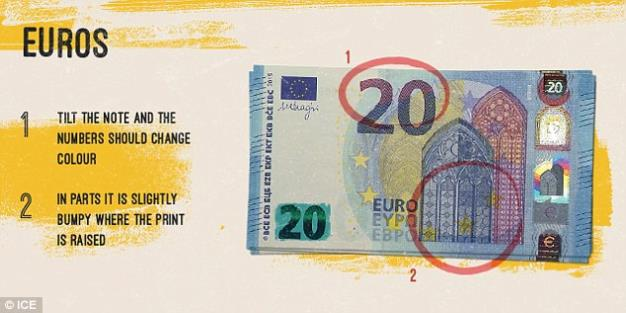 EUROS
1
TILT THE NOTE AND THE
NUMBERS SHOULD CHANGE
COLOUR
2
IN PARTS IT IS SLIGHTLY
BUMPY WHERE THE PRINT
IS RAISED
1
20
20
20
EURO
ΕΥΡΩ
ЕВРО
€
2
© ICE